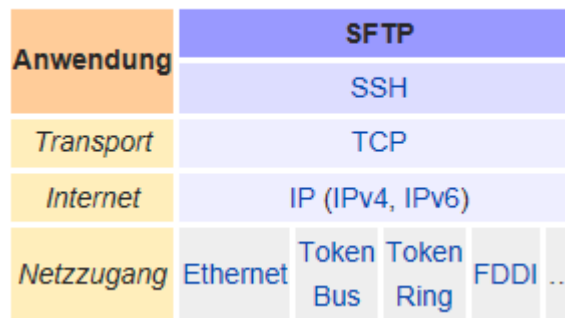 Anwendung
SFTP
SSH
Transport
TCP
Internet
IP (IPv4, IPv6)
Netzzugang
Ethernet
Token
Bus
Token
Ring
FDDI
...